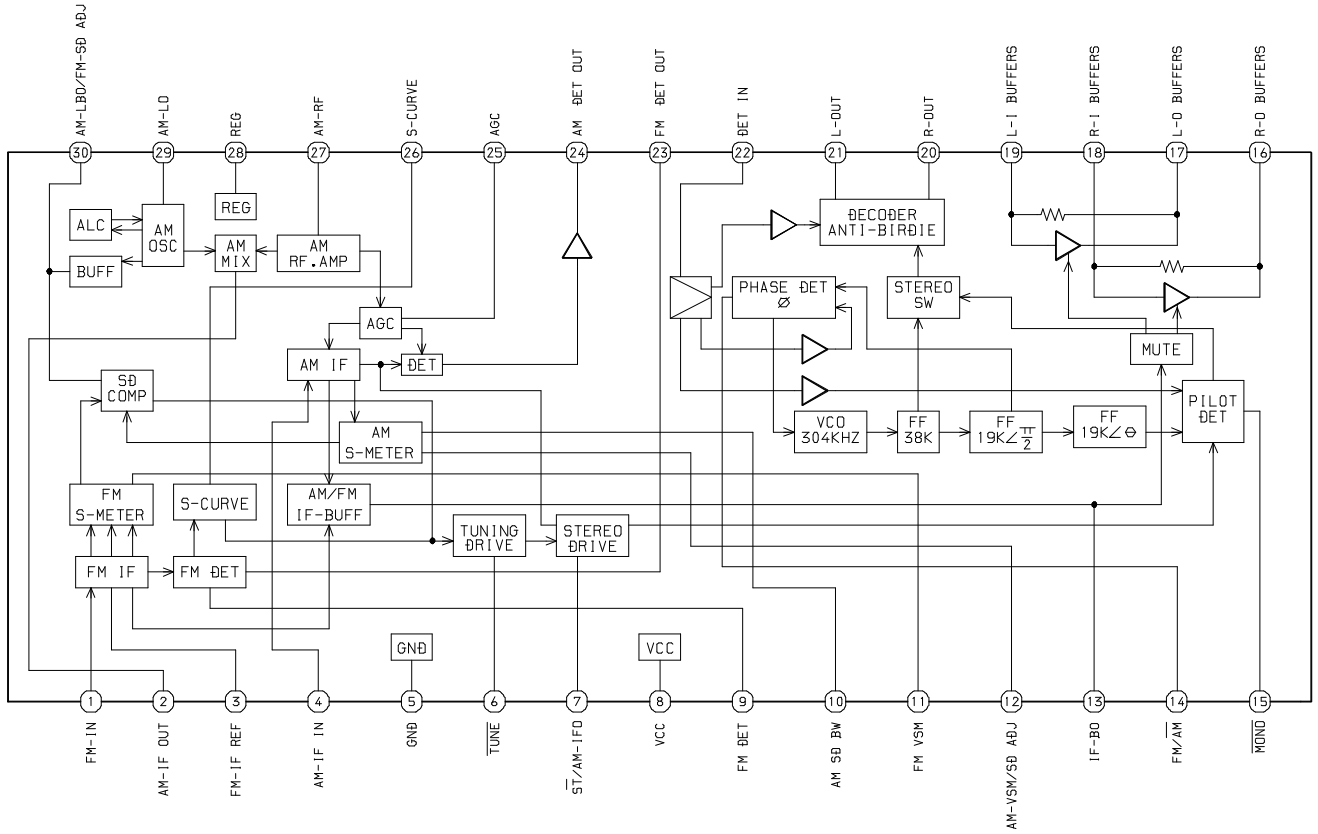 AM-LBO/FM-SD ADJ
AM-LO
REG
AM-RF
S-CURVE
AGC
AM DET OUT
FM DET OUT
DET IN
L-OUT
R-OUT
L-I BUFFERS
R-I BUFFERS
L-O BUFFERS
R-O BUFFERS
30
29
28
27
26
25
24
23
22
21
20
19
18
17
16
ALC
AM
OSC
REG
BUFF
AM
MIX
AM
RF.AMP
DECODER
ANTI-BIRDIE
PHASE DET
Ø
STEREO
SW
AGC
AM IF
DET
MUTE
SD
COMP
PILOT
DET
VCO
304KHZ
FF
38K
FF
19K∠π/2
FF
19K∠θ
AM
S-METER
FM
S-METER
S-CURVE
AM/FM
IF-BUFF
TUNING
DRIVE
STEREO
DRIVE
FM IF
FM DET
GND
VCC
1
2
3
4
5
6
7
8
9
10
11
12
13
14
15
FM-IN
AM-IF OUT
FM-IF REF
AM-IF IN
GND
TUNE
ST/AM-IFO
VCC
FM DET
AM SD BW
FM VSM
AM-VSM/SD ADJ
IF-BO
FM/AM
MONO